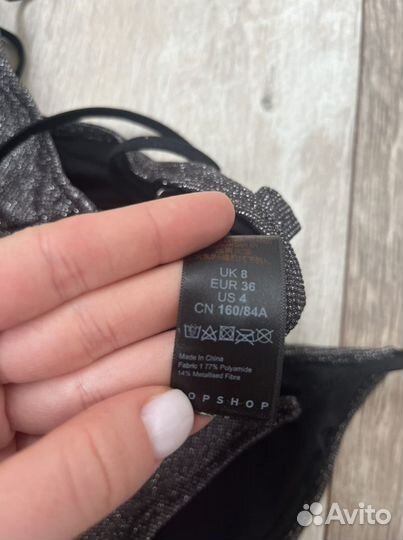 UK 8
EUR 36
US 4
CN 160/84A
Made in China
Fabric 1 77% Polyamide
14% Metallised Fibre
OPSHOP
Avito